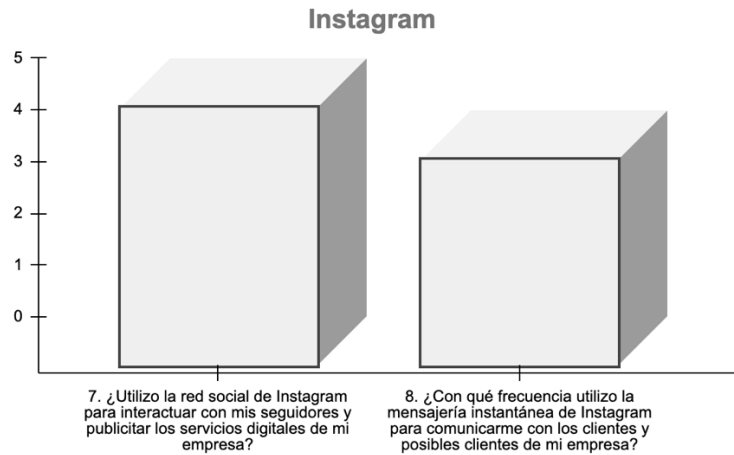 Instagram
5
4
3
2
1
0
7. ¿Utilizo la red social de Instagram
para interactuar con mis seguidores y
publicitar los servicios digitales de mi
empresa?
8. ¿Con qué frecuencia utilizo la
mensajería instantánea de Instagram
para comunicarme con los clientes y
posibles clientes de mi empresa?